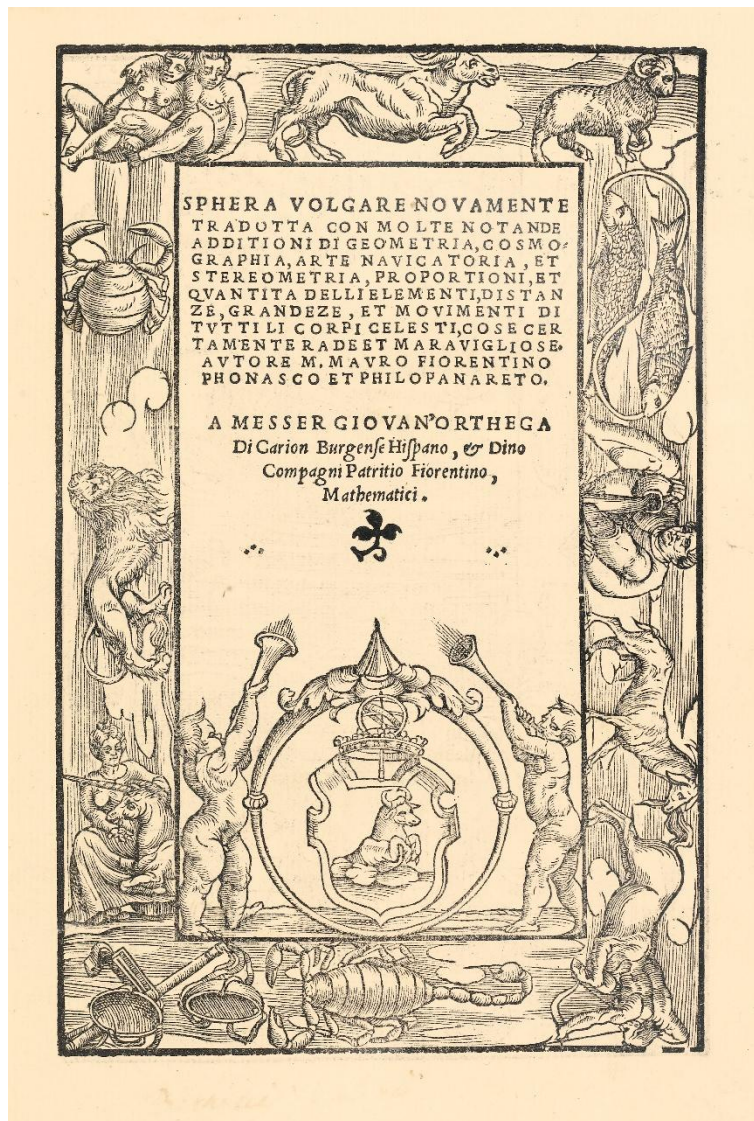 SPHERA VOLGARE NOVAMENTE
TRADOTTA CON MOLTE NOTANDE
ADDITIONI DI GEOMETRIA, COSMO-
GRAPHIA, ARTE NAVICATORIA, ET
STEREOMETRIA, PROPORTIONI, ET
QVANTITA DELLI ELEMENTI, DISTAN
ZE, GRANDEZE, ET MOVIMENTI DI
TVTTI LI CORPI CELESTI, COSE CER
TAMENTE RADE ET MARAVIGLIOSE.
AVTORE M. MAVRO FIORENTINO
PHONASCO ET PHILOPANARETO.
A MESSER GIOVAN'ORTHEGA
Di Carion Burgenſe Hiſpano, & Dino
Compagni Patritio Fiorentino,
Mathematici.